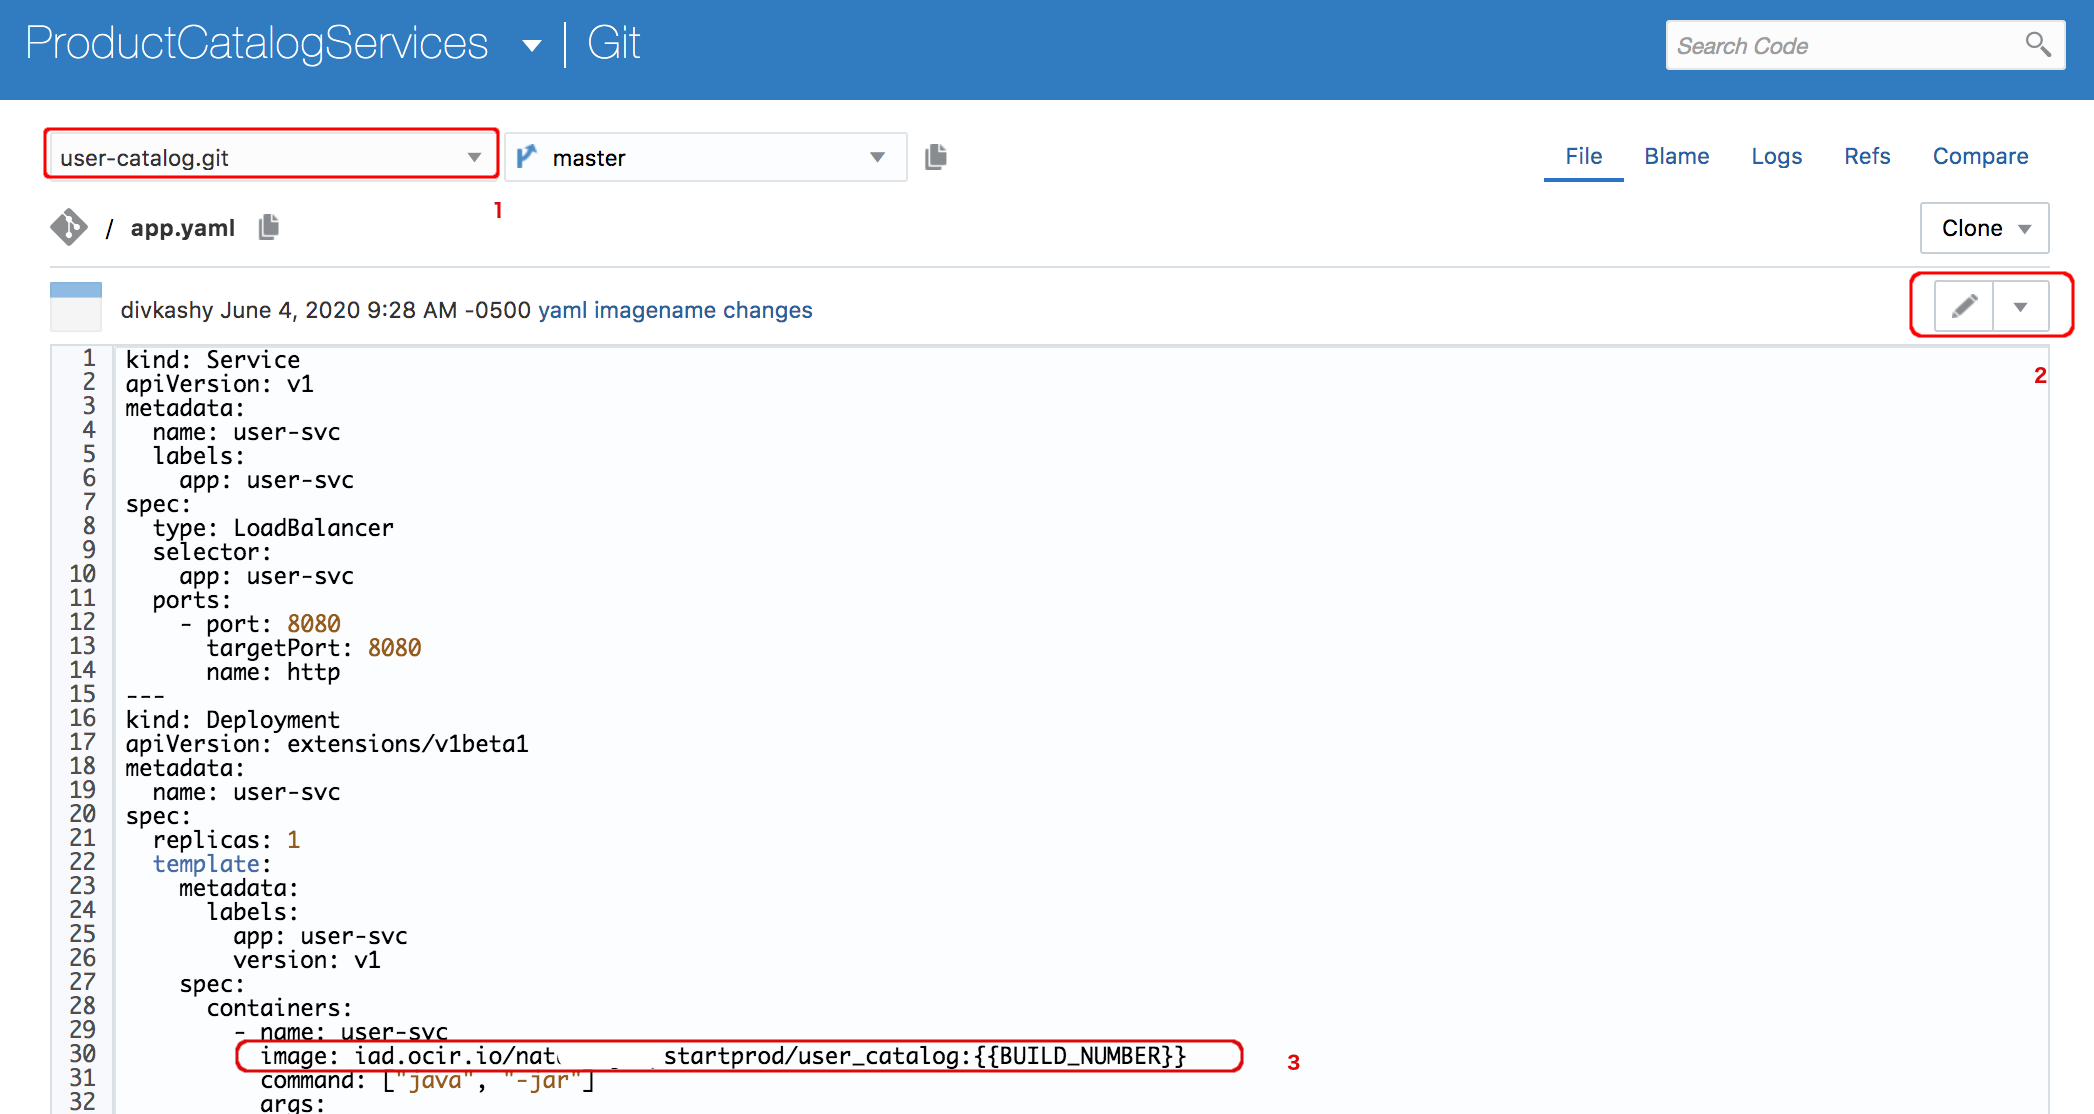 ProductCatalogServices | Git
Search Code
user-catalog.git
master
File Blame Logs Refs Compare
1
/ app.yaml
Clone
divkashy June 4, 2020 9:28 AM -0500 yaml imagename changes
2
1 kind: Service
2 apiVersion: v1
3 metadata:
4   name: user-svc
5   labels:
6     app: user-svc
7 spec:
8   type: LoadBalancer
9   selector:
10     app: user-svc
11   ports:
12     - port: 8080
13       targetPort: 8080
14       name: http
15 ---
16 kind: Deployment
17 apiVersion: extensions/v1beta1
18 metadata:
19   name: user-svc
20 spec:
21   replicas: 1
22   template:
23     metadata:
24       labels:
25         app: user-svc
26         version: v1
27     spec:
28       containers:
29         - name: user-svc
30           image: iad.ocir.io/nat startprod/user_catalog:{{BUILD_NUMBER}}
3
31           command: ["java", "-jar"]
32           args: